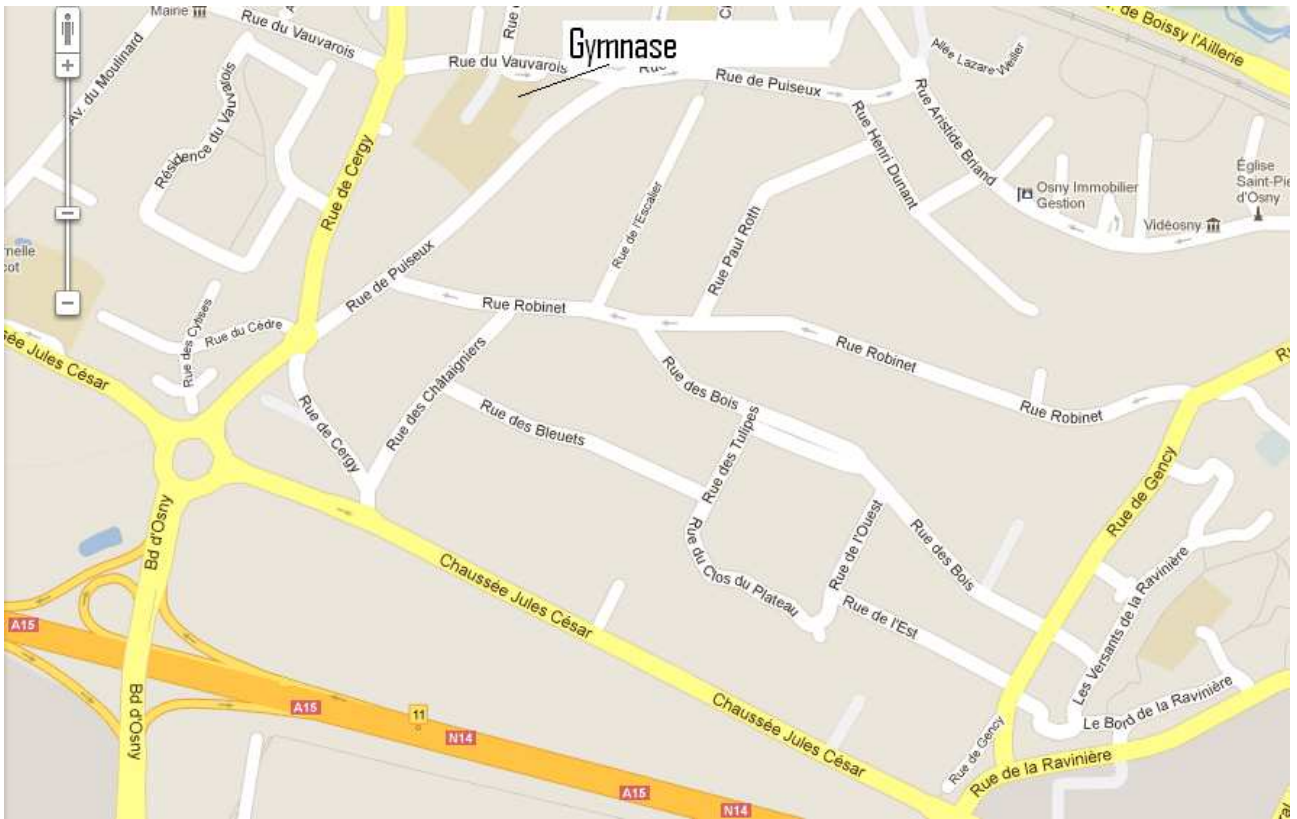 Mairie
Rue du Vauvarois
Av. du Moulinard
Résidence du Vauvarois
Rue de Cergy
Gymnase
Rue du Vauvarois
Rue
Rue de Puiseux
de Boissy l'Aillerie
Allée Lazare Weiller
Rue Henri Dunant
Rue Aristide Briand
Osny Immobilier
Gestion
Église
Saint-Pie
d'Osny
Vidéosny
Rue de l'Escalier
Rue Paul Roth
Rue de Puiseux
Rue Robinet
Rue Robinet
Rue Robinet
nelle
cot
Rue des Cytises
Rue du Cèdre
sée Jules César
Rue de Cergy
Rue des Châtaigniers
Rue des Bleuets
Rue des Bois
Rue des Tulipes
Rue du Clos du Plateau
Rue de l'Ouest
Rue des Bois
Rue de l'Est
Rue de Gency
Les Versants de la Ravinière
Le Bord de la Ravinière
Rue de Gency
Rue de la Ravinière
Bd d'Osny
Bd d'Osny
Chaussée Jules César
Chaussée Jules César
A15
A15
11
N14
A15
N14